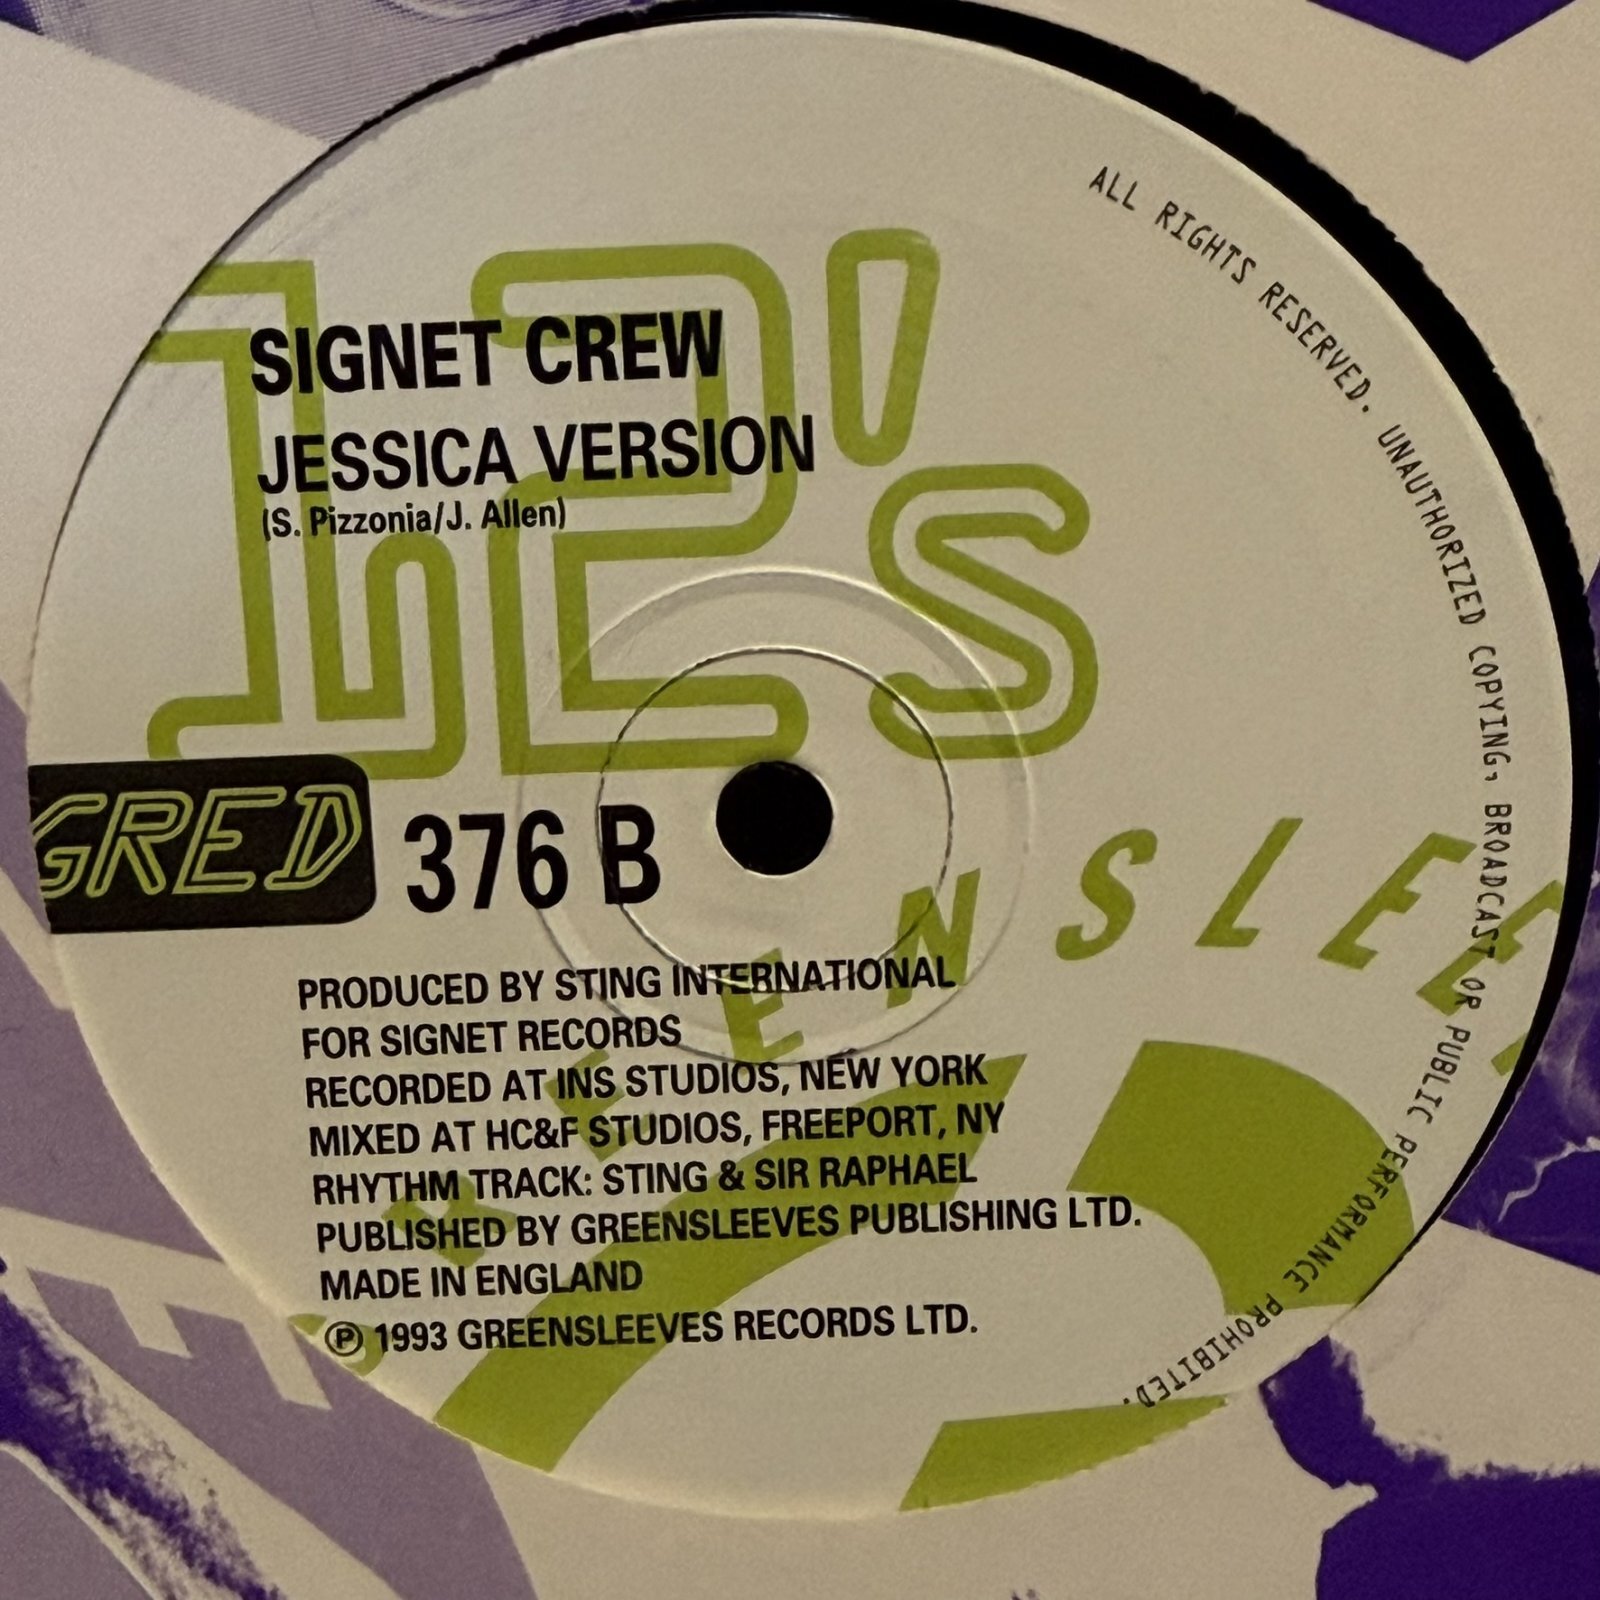 12's
SIGNET CREW
JESSICA VERSION
(S. Pizzonia/J. Allen)
GRED 376 B
PRODUCED BY STING INTERNATIONAL
FOR SIGNET RECORDS
RECORDED AT INS STUDIOS, NEW YORK
MIXED AT HC&F STUDIOS, FREEPORT, NY
RHYTHM TRACK: STING & SIR RAPHAEL
PUBLISHED BY GREENSLEEVES PUBLISHING LTD.
MADE IN ENGLAND
Ⓟ 1993 GREENSLEEVES RECORDS LTD.
REENSLEE
ALL RIGHTS RESERVED. UNAUTHORIZED COPYING, BROADCAST OR PUBLIC PERFORMANCE PROHIBITED.